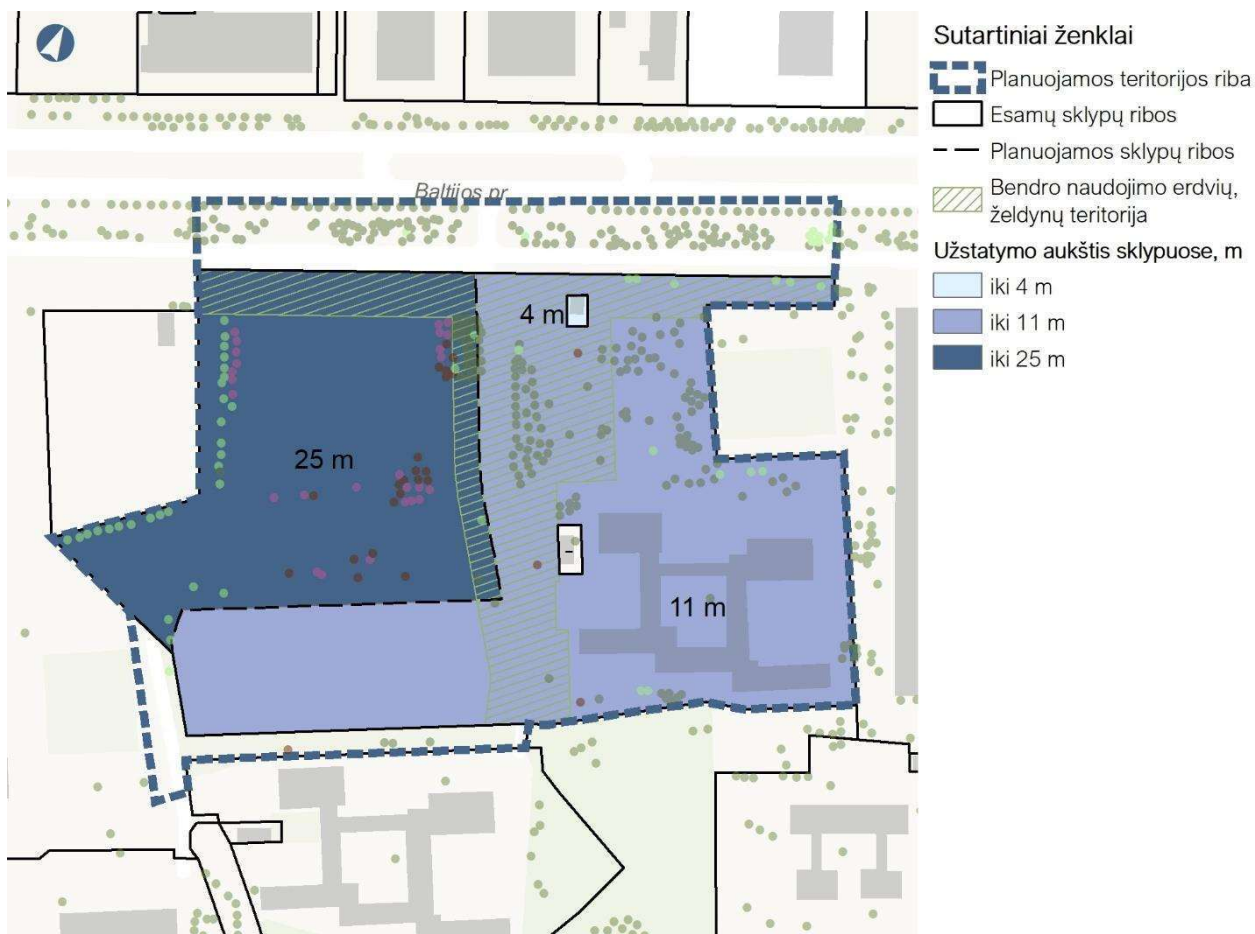 Sutartiniai ženklai
Planuojamos teritorijos riba
Esamų sklypų ribos
Planuojamos sklypų ribos
Bendro naudojimo erdvių,
želdynų teritorija
Užstatymo aukštis sklypuose, m
iki 4 m
iki 11 m
iki 25 m
Baltijos pr.
4 m
25 m
-
11 m